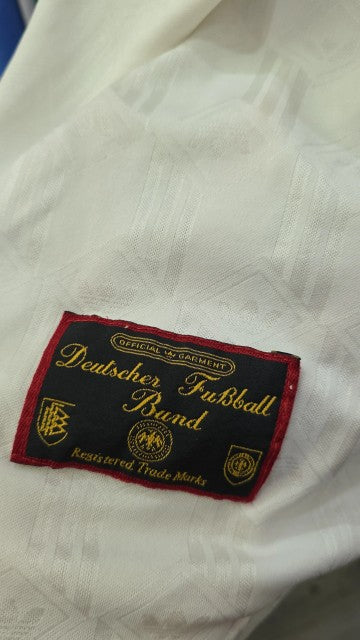 OFFICIAL GARMENT
Deutscher Fußball
Bund
Registered Trade Marks